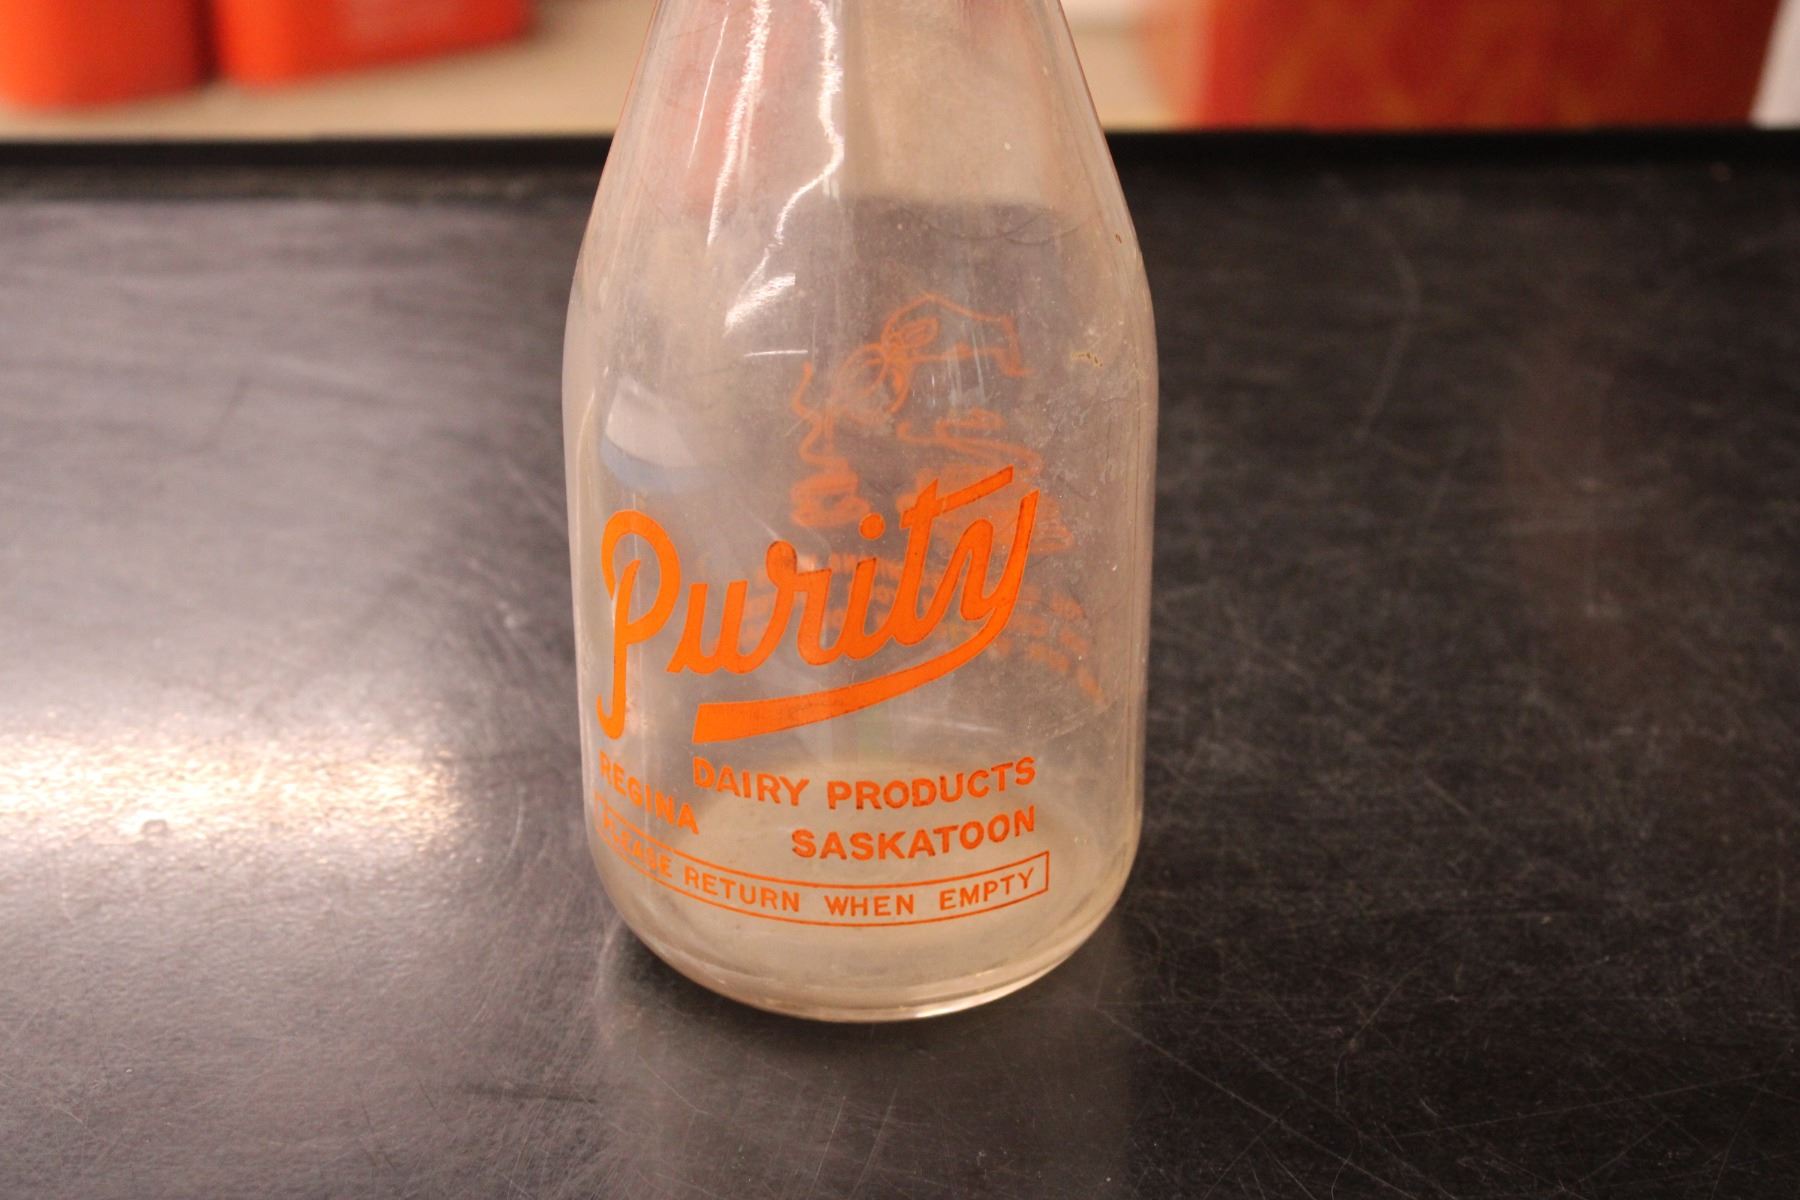 Purity
DAIRY PRODUCTS
REGINA SASKATOON
PLEASE RETURN WHEN EMPTY